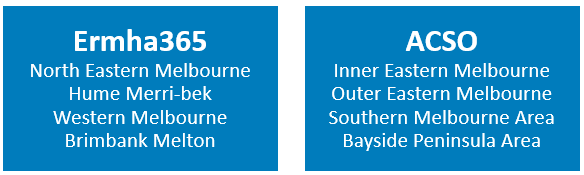 Ermha365
North Eastern Melbourne
Hume Merri-bek
Western Melbourne
Brimbank Melton
ACSO
Inner Eastern Melbourne
Outer Eastern Melbourne
Southern Melbourne Area
Bayside Peninsula Area